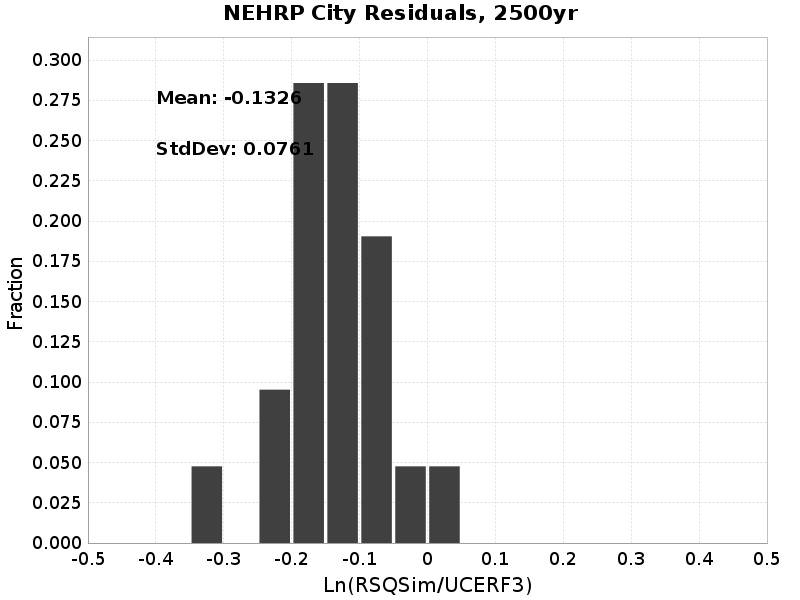 NEHRP City Residuals, 2500yr
0.300
Mean: -0.1326
0.275
0.250
StdDev: 0.0761
0.225
0.200
0.175
0.150
0.125
0.100
0.075
0.050
0.025
0.000
Fraction
-0.5 -0.4 -0.3 -0.2 -0.1 0 0.1 0.2 0.3 0.4 0.5
Ln(RSQSim/UCERF3)